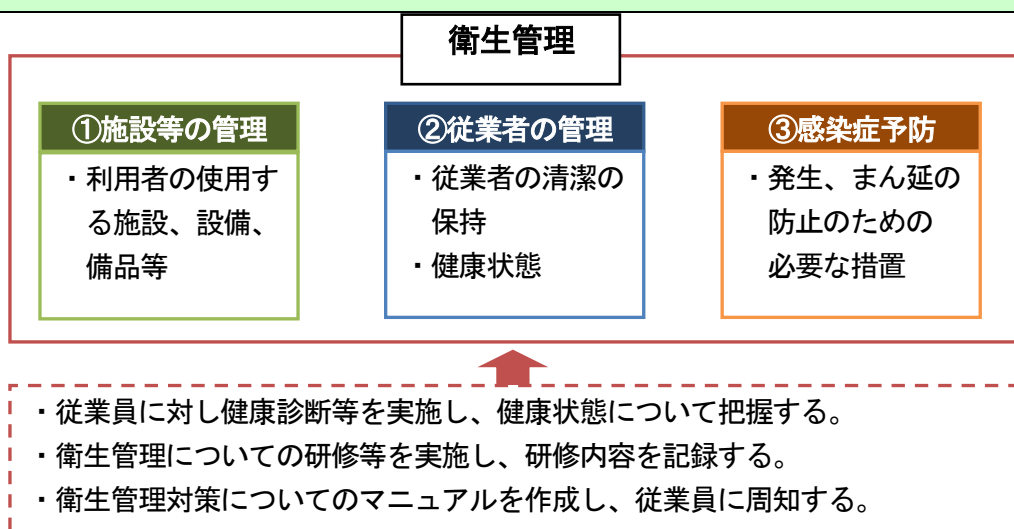 衛生管理
①施設等の管理
・利用者の使用す
る施設、設備、
備品等
②従業者の管理
・従業者の清潔の
保持
・健康状態
③感染症予防
・発生、まん延の
防止のための
必要な措置
・従業員に対し健康診断等を実施し、健康状態について把握する。
・衛生管理についての研修等を実施し、研修内容を記録する。
・衛生管理対策についてのマニュアルを作成し、従業員に周知する。